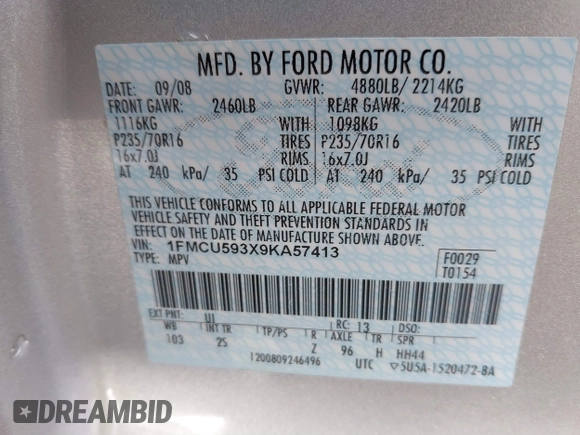 MFD. BY FORD MOTOR CO.
DATE: 09/08 GVWR: 4880LB/ 2214KG
FRONT GAWR: 2460LB REAR GAWR: 2420LB
1116KG WITH 1098KG WITH
P235/70R16 TIRES P235/70R16 TIRES
16x7.0J RIMS 16x7.0J RIMS
AT 240 kPa/ 35 PSI COLD AT 240 kPa/ 35 PSI COLD
THIS VEHICLE CONFORMS TO ALL APPLICABLE FEDERAL MOTOR
VEHICLE SAFETY AND THEFT PREVENTION STANDARDS IN
EFFECT ON THE DATE OF MANUFACTURE SHOWN ABOVE.
VIN: 1FMCU593X9KA57413
TYPE: MPV
F0029
T0154
EXT PNT: UI RC: 13 DSO:
WB INT TR TP/PS R AXLE TR SPR
103 2S Z 96 H HH44
1200809246496 UTC ▽5U5A-1520472-BA
DREAMBID.com